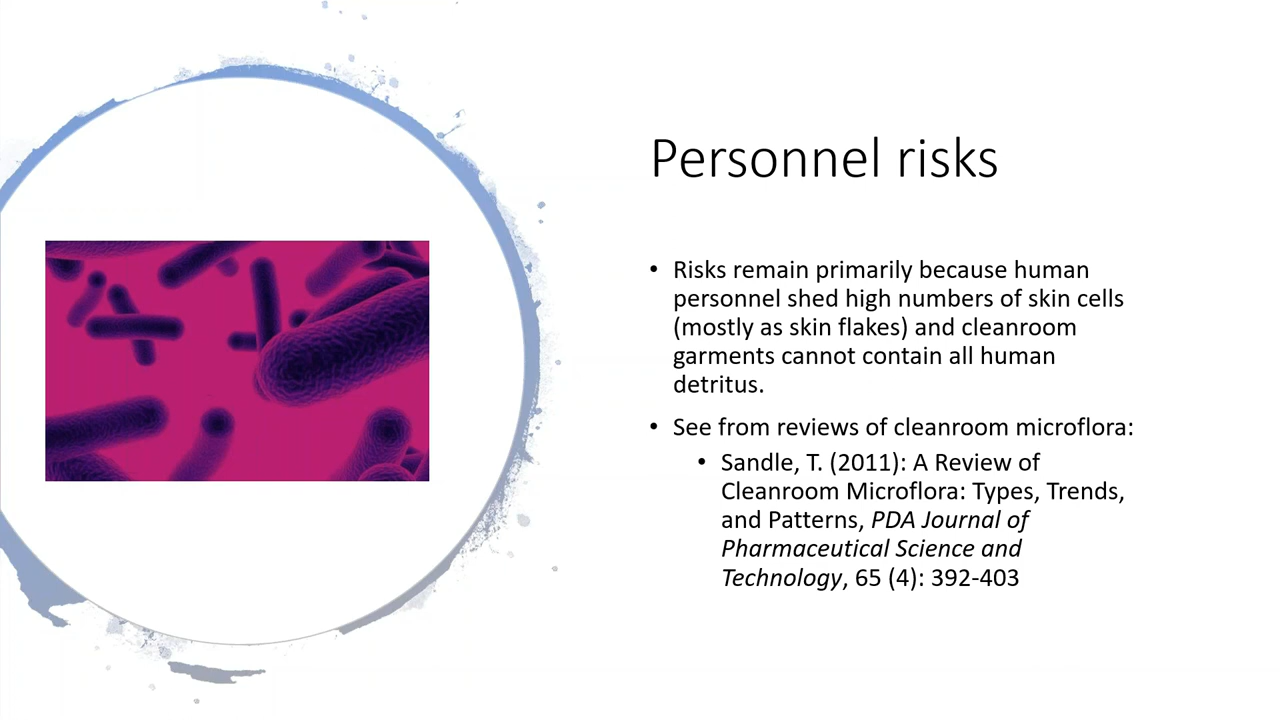 Personnel risks
• Risks remain primarily because human
personnel shed high numbers of skin cells
(mostly as skin flakes) and cleanroom
garments cannot contain all human
detritus.
• See from reviews of cleanroom microflora:
• Sandle, T. (2011): A Review of
Cleanroom Microflora: Types, Trends,
and Patterns, PDA Journal of
Pharmaceutical Science and
Technology, 65 (4): 392-403